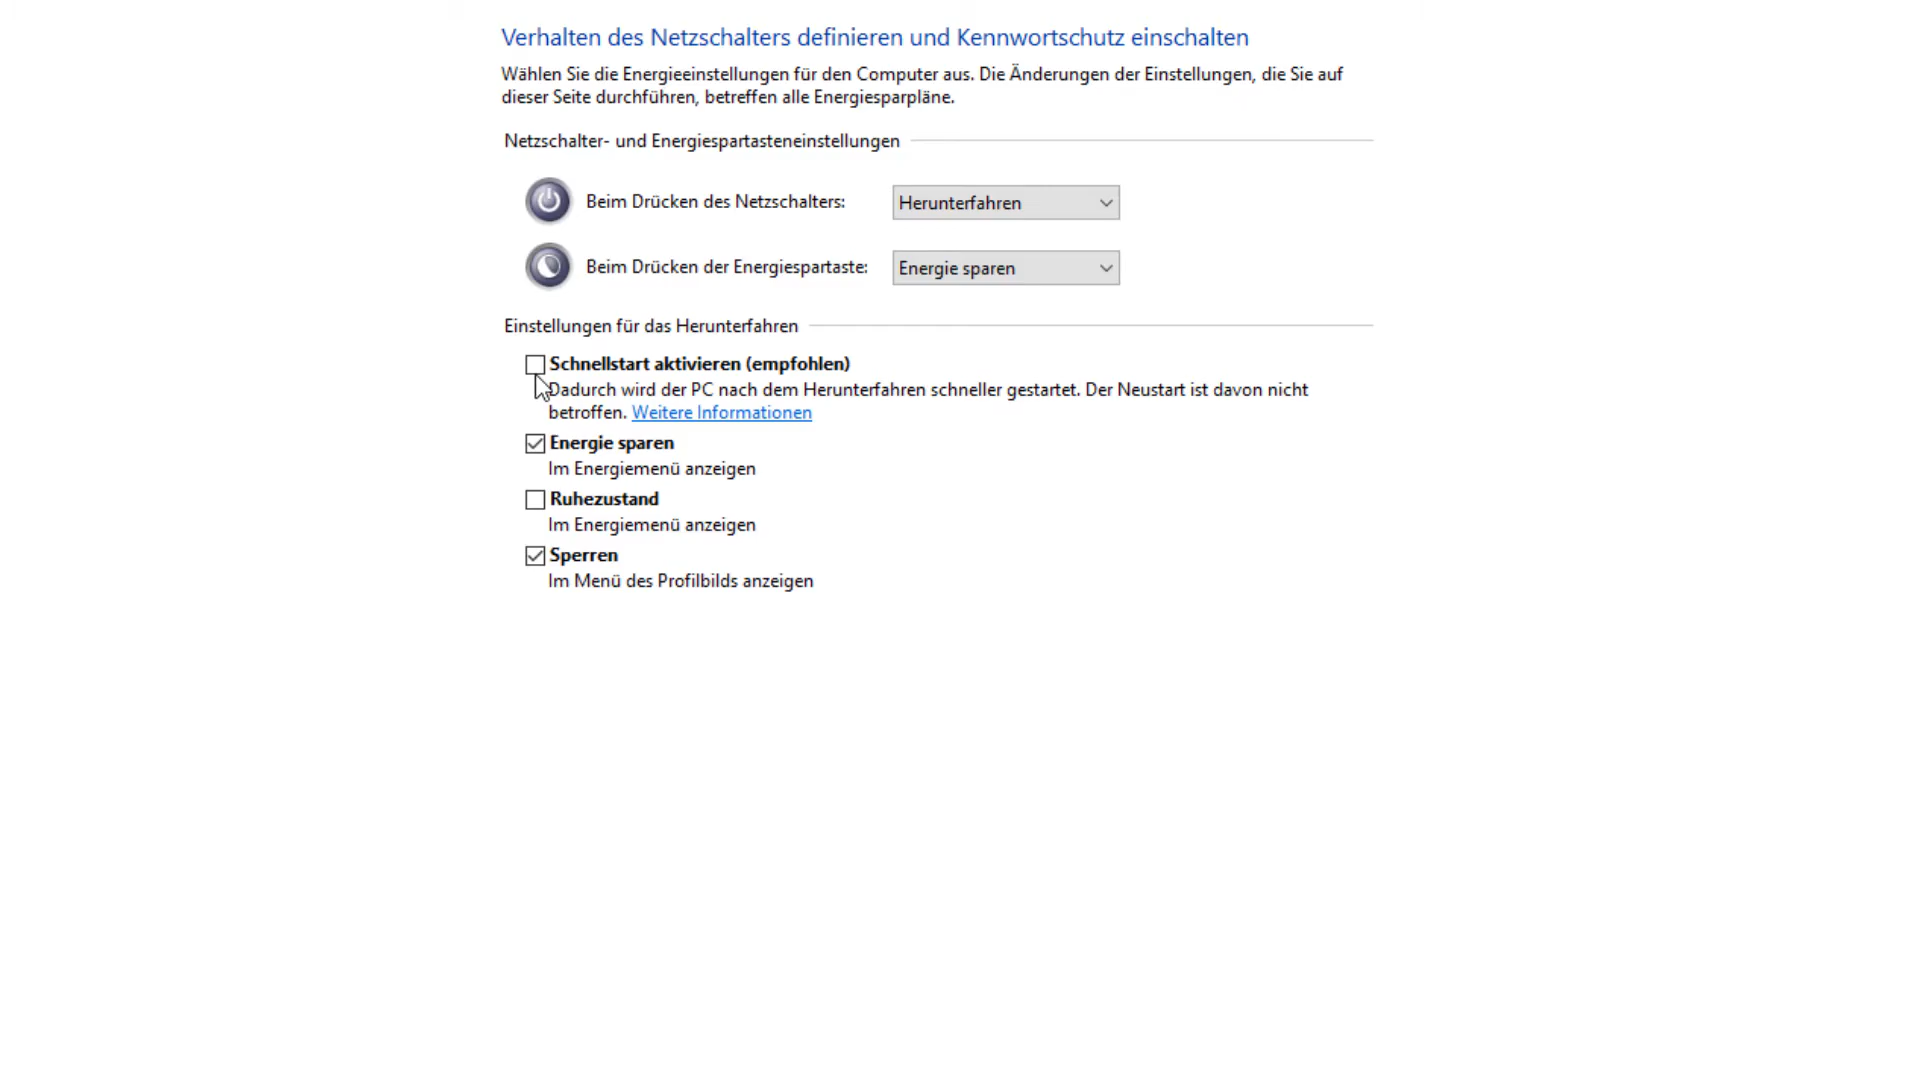 Verhalten des Netzschalters definieren und Kennwortschutz einschalten
Wählen Sie die Energieeinstellungen für den Computer aus. Die Änderungen der Einstellungen, die Sie auf
dieser Seite durchführen, betreffen alle Energiesparpläne.
Netzschalter- und Energiespartasteneinstellungen
Beim Drücken des Netzschalters: Herunterfahren
Beim Drücken der Energiespartaste: Energie sparen
Einstellungen für das Herunterfahren
Schnellstart aktivieren (empfohlen)
Dadurch wird der PC nach dem Herunterfahren schneller gestartet. Der Neustart ist davon nicht
betroffen. Weitere Informationen
Energie sparen
Im Energiemenü anzeigen
Ruhezustand
Im Energiemenü anzeigen
Sperren
Im Menü des Profilbilds anzeigen